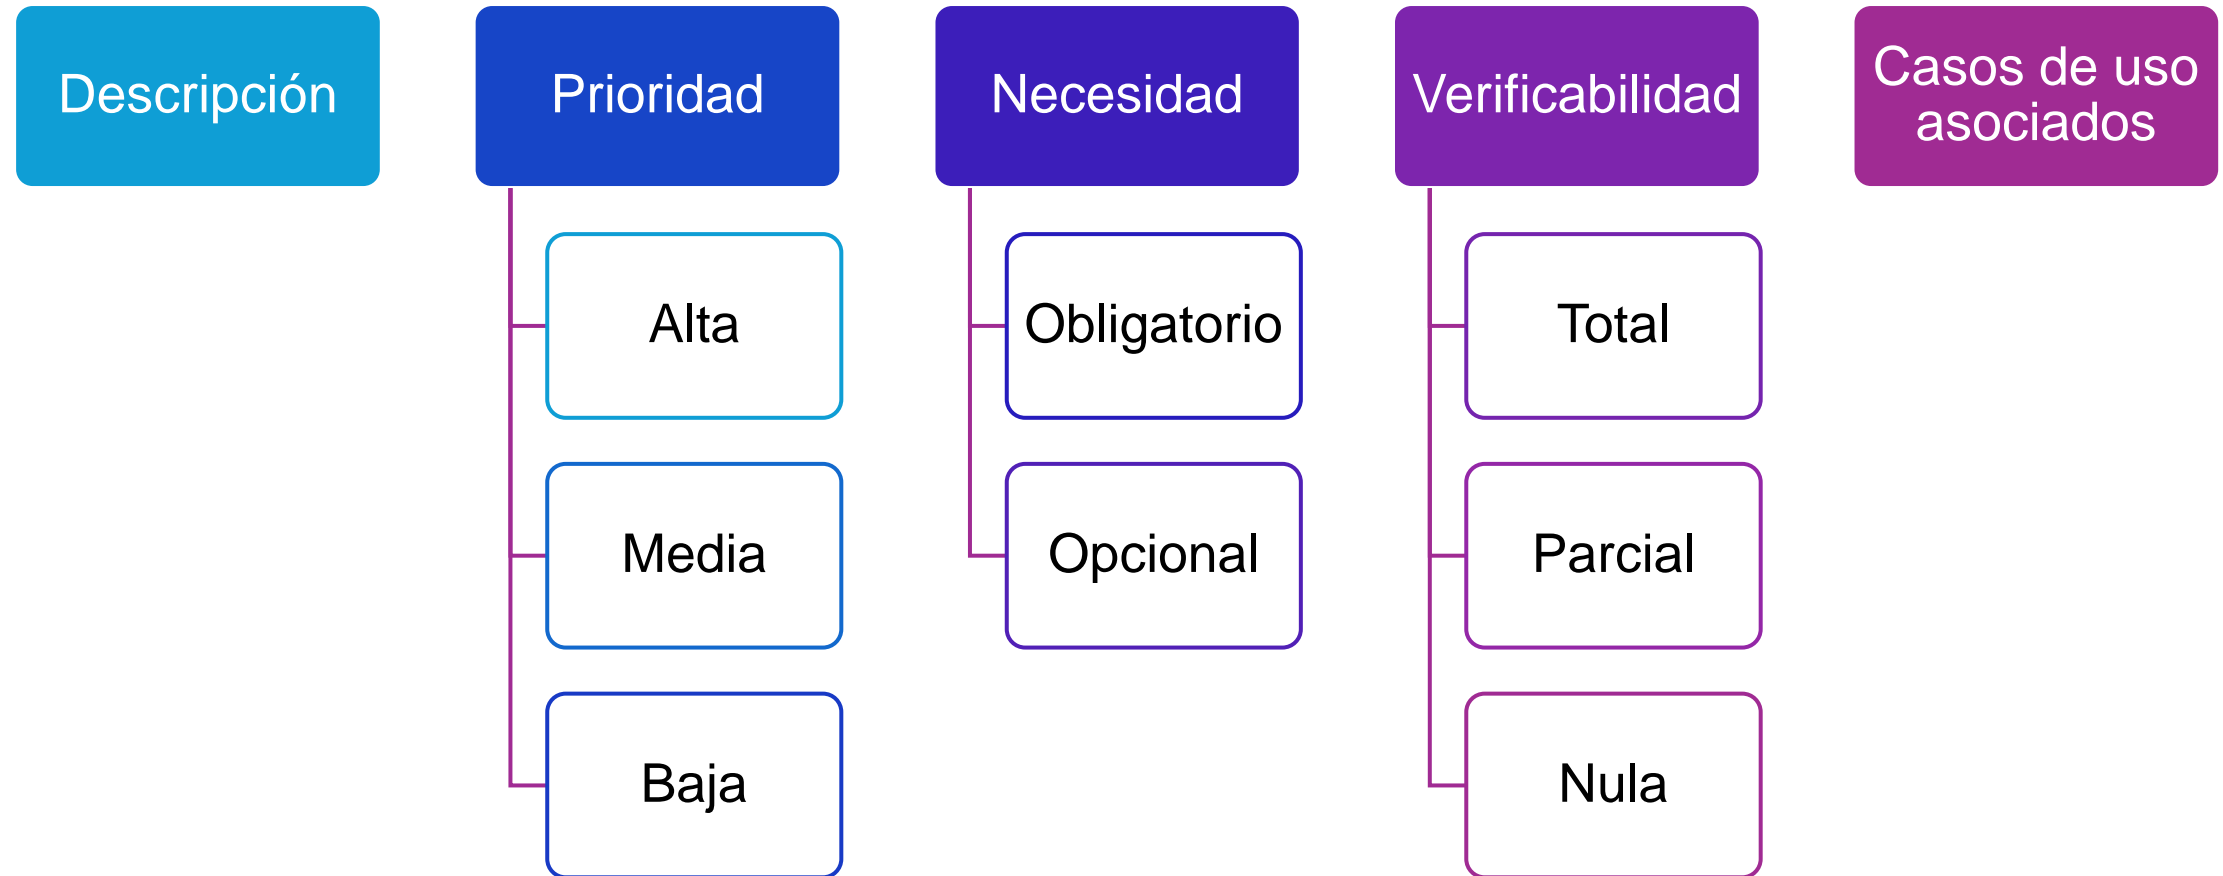 Descripción
Prioridad
Alta
Media
Baja
Necesidad
Obligatorio
Opcional
Verificabilidad
Total
Parcial
Nula
Casos de uso
asociados